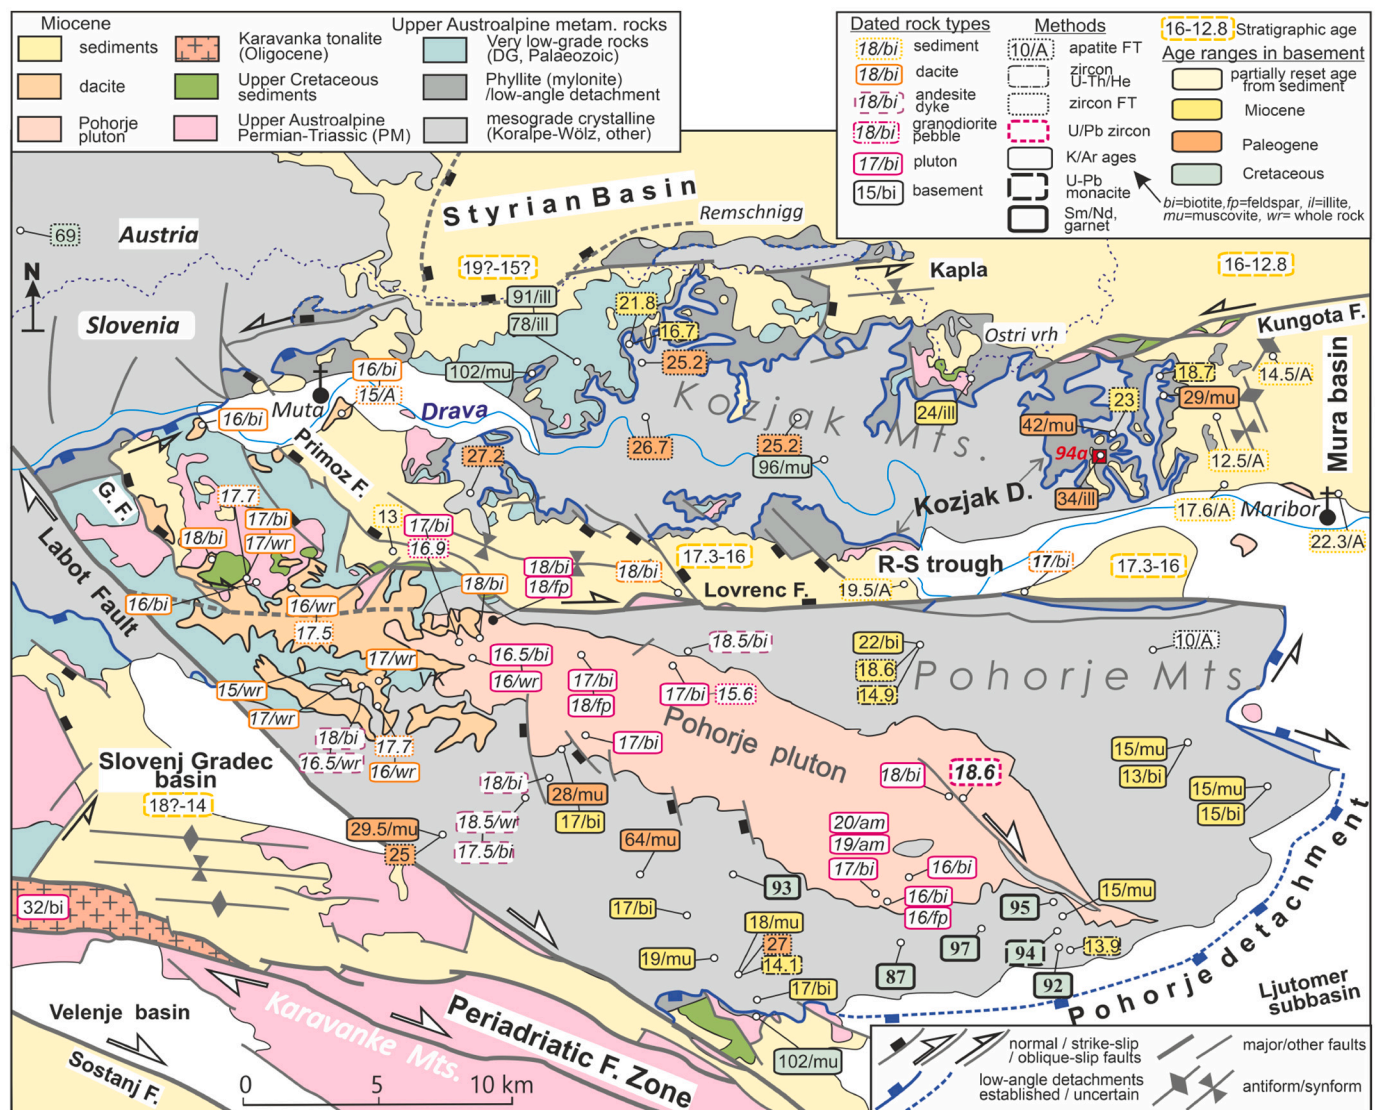 Miocene
sediments
dacite
Pohorje
pluton
Karavanka tonalite
(Oligocene)
Upper Cretaceous
sediments
Upper Austroalpine
Permian-Triassic (PM)
Upper Austroalpine metam. rocks
Very low-grade rocks
(DG, Palaeozoic)
Phyllite (mylonite)
/low-angle detachment
mesograde crystalline
(Koralpe-Wölz, other)
Dated rock types
18/bi sediment
18/bi dacite
18/bi andesite
dyke
18/bi granodiorite
pebble
17/bi pluton
15/bi basement
Methods
10/A apatite FT
zircon
U-Th/He
zircon FT
U/Pb zircon
K/Ar ages
U-Pb
monacite
Sm/Nd,
garnet
16-12.8 Stratigraphic age
Age ranges in basement
partially reset age
from sediment
Miocene
Paleogene
Cretaceous
bi=biotite,fp=feldspar, il=illite,
mu=muscovite, wr= whole rock
Styrian Basin
Remschnigg
69
Austria
N
Slovenia
19?-15?
Kapla
16-12.8
91/ill
78/ill
21.8
16.7
25.2
102/mu
Ostri vrh
Kungota F.
Mura basin
16/bi
15/A
Muta
Drava
16/bi
Kozjak Mts.
24/ill
18.7
14.5/A
29/mu
23
42/mu
94a
34/ill
12.5/A
27.2
26.7
25.2
96/mu
Kozjak D.
Primoz F.
G. F.
Labot Fault
17.7
17/bi
17/wr
18/bi
13
17/bi
16.9
17.6/A
Maribor
22.3/A
17.3-16
R-S trough
17/bi
17.3-16
18/bi
18/fp
18/bi
18/bi
Lovrenc F.
19.5/A
16/bi
16/wr
17.5
16.5/bi
16/wr
17/wr
15/wr
17/wr
18.5/bi
22/bi
18.6
14.9
10/A
Pohorje Mts
17/bi
18/fp
17/bi
15.6
Pohorje pluton
17/bi
18/bi
16.5/wr
17.7
16/wr
Slovenj Gradec
basin
18?-14
18/bi
28/mu
17/bi
18.5/wr
17.5/bi
18/bi
18.6
15/mu
13/bi
15/mu
15/bi
29.5/mu
25
64/mu
20/am
19/am
17/bi
16/bi
16/bi
16/fp
93
95
15/mu
32/bi
17/bi
18/mu
27
14.1
19/mu
17/bi
87
97
94
13.9
92
Pohorje detachment
Ljutomer
subbasin
Velenje basin
Karavanke Mts.
Periadriatic F. Zone
Sostanj F.
102/mu
0 5 10 km
normal / strike-slip
/ oblique-slip faults
major/other faults
low-angle detachments
established / uncertain
antiform/synform